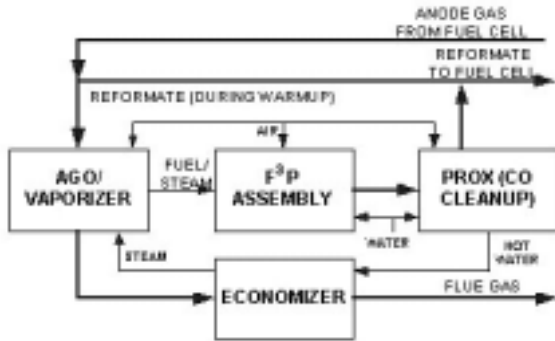 ANODE GAS
FROM FUEL CELL
REFORMATE
TO FUEL CELL
REFORMATE (DURING WARMUP)
AIR
AGO/
VAPORIZER
FUEL/
STEAM
F³P
ASSEMBLY
PROX (CO
CLEANUP)
WATER
HOT
WATER
STEAM
ECONOMIZER
FLUE GAS